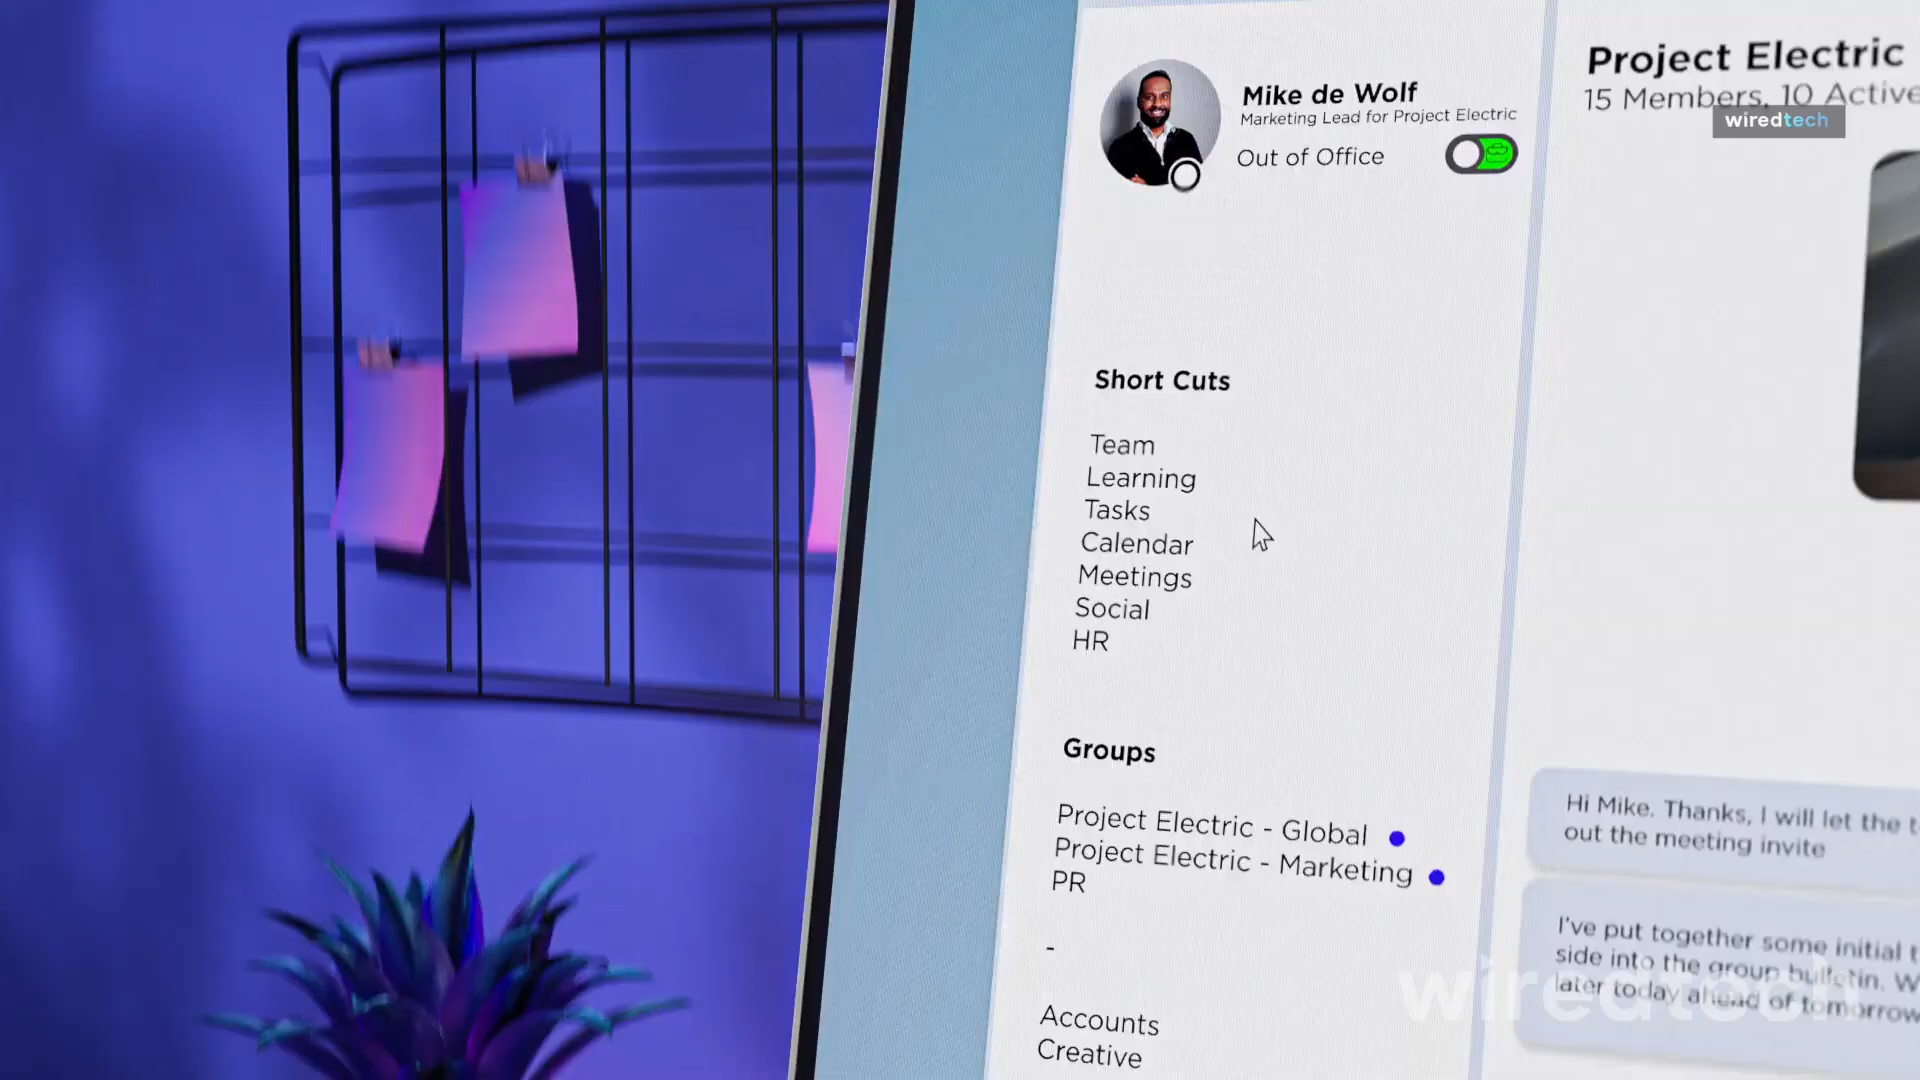 Mike de Wolf
Marketing Lead for Project Electric
Out of Office
Short Cuts
Team
Learning
Tasks
Calendar
Meetings
Social
HR
Groups
Project Electric - Global
Project Electric - Marketing
PR
-
Accounts
Creative
Project Electric
15 Members, 10 Active
wiredtech
Hi Mike. Thanks, I will let the
out the meeting invite
I've put together some initial
side into the group bulletin.
later today ahead of tomorrow
wiredtech